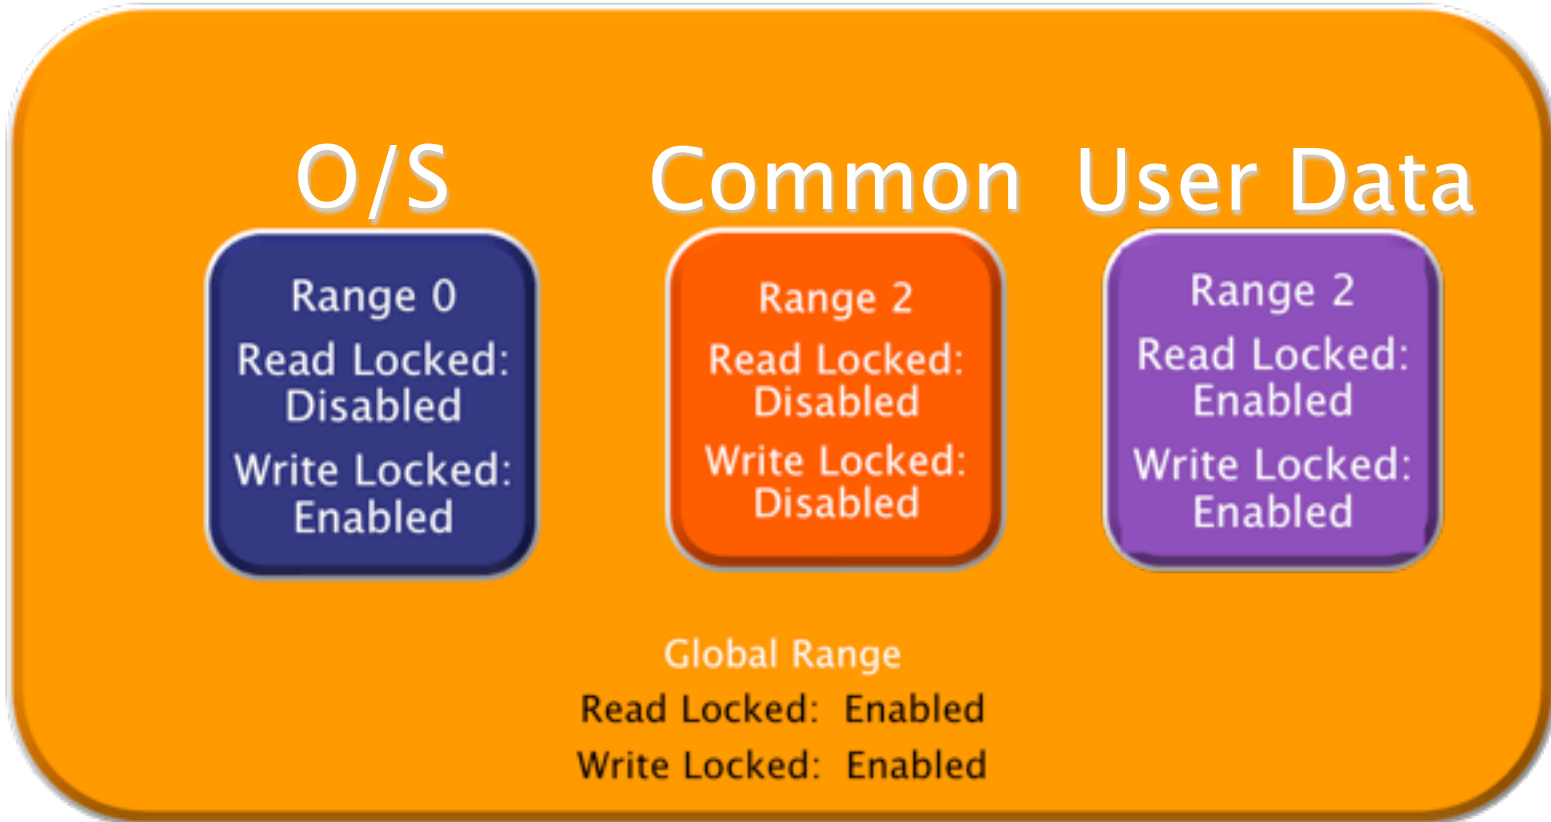 O/S
Range 0
Read Locked:
Disabled
Write Locked:
Enabled
Common
Range 2
Read Locked:
Disabled
Write Locked:
Disabled
User Data
Range 2
Read Locked:
Enabled
Write Locked:
Enabled
Global Range
Read Locked:  Enabled
Write Locked:  Enabled